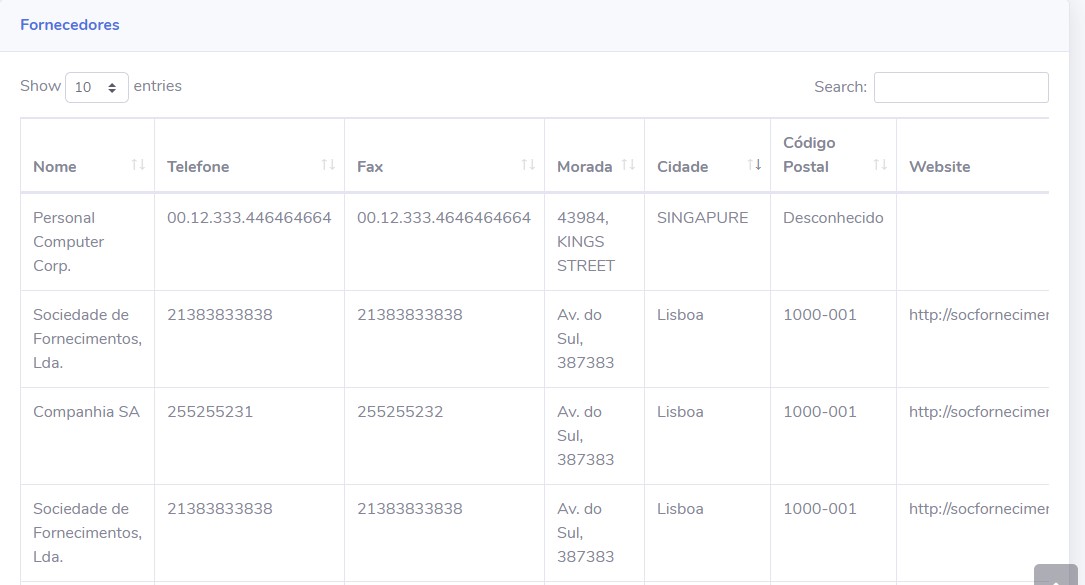 Fornecedores
Show 10 entries
Search:
Nome Telefone Fax Morada Cidade Código Postal Website
Personal Computer Corp. 00.12.333.446464664 00.12.333.4646464664 43984, KINGS STREET SINGAPURE Desconhecido
Sociedade de Fornecimentos, Lda. 21383833838 21383833838 Av. do Sul, 387383 Lisboa 1000-001 http://socfornecimen
Companhia SA 255255231 255255232 Av. do Sul, 387383 Lisboa 1000-001 http://socfornecimen
Sociedade de Fornecimentos, Lda. 21383833838 21383833838 Av. do Sul, 387383 Lisboa 1000-001 http://socfornecimen